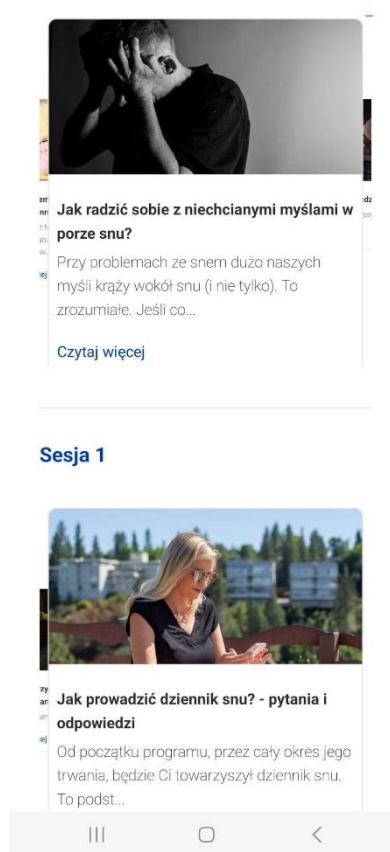 Jak radzić sobie z niechcianymi myślami w
porze snu?
Przy problemach ze snem dużo naszych
myśli krąży wokół snu (i nie tylko). To
zrozumiałe. Jeśli co...
Czytaj więcej
Sesja 1
Jak prowadzić dziennik snu? - pytania i
odpowiedzi
Od początku programu, przez cały okres jego
trwania, będzie Ci towarzyszył dziennik snu.
To podst...